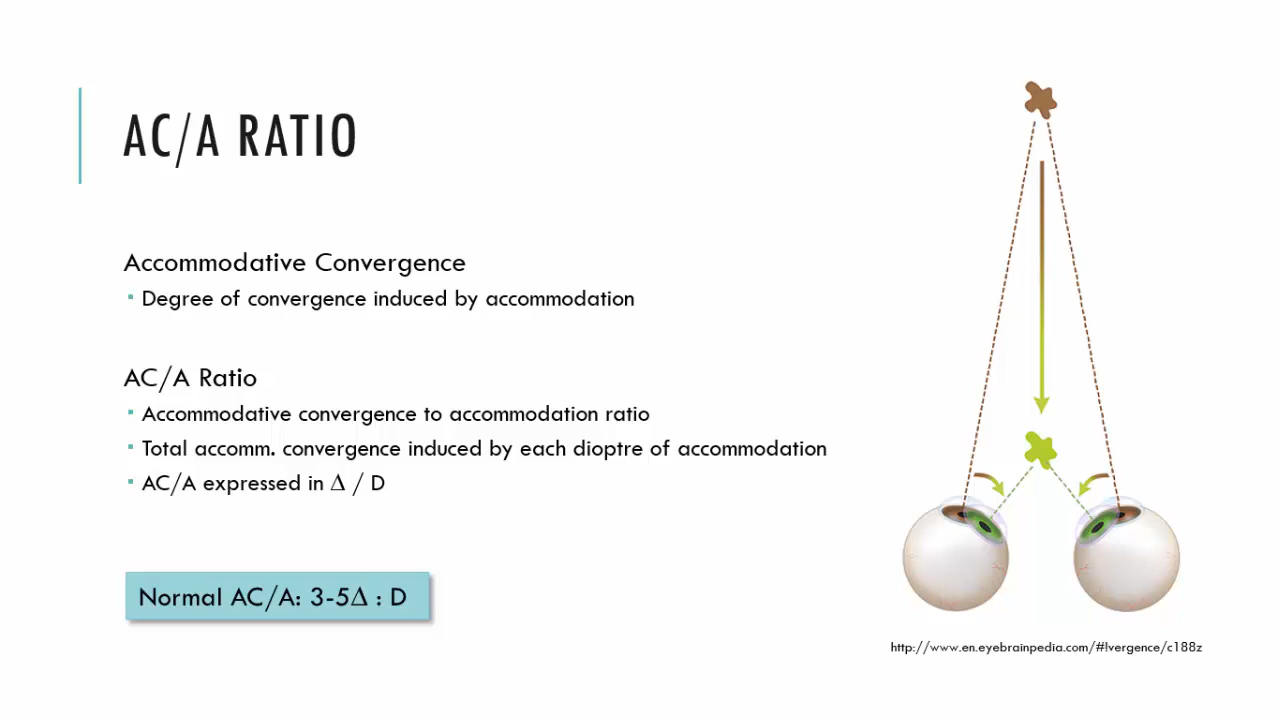 AC/A RATIO
Accommodative Convergence
▪ Degree of convergence induced by accommodation
AC/A Ratio
▪ Accommodative convergence to accommodation ratio
▪ Total accomm. convergence induced by each dioptre of accommodation
▪ AC/A expressed in Δ / D
Normal AC/A: 3-5Δ : D
http://www.en.eyebrainpedia.com/#!vergence/c188z